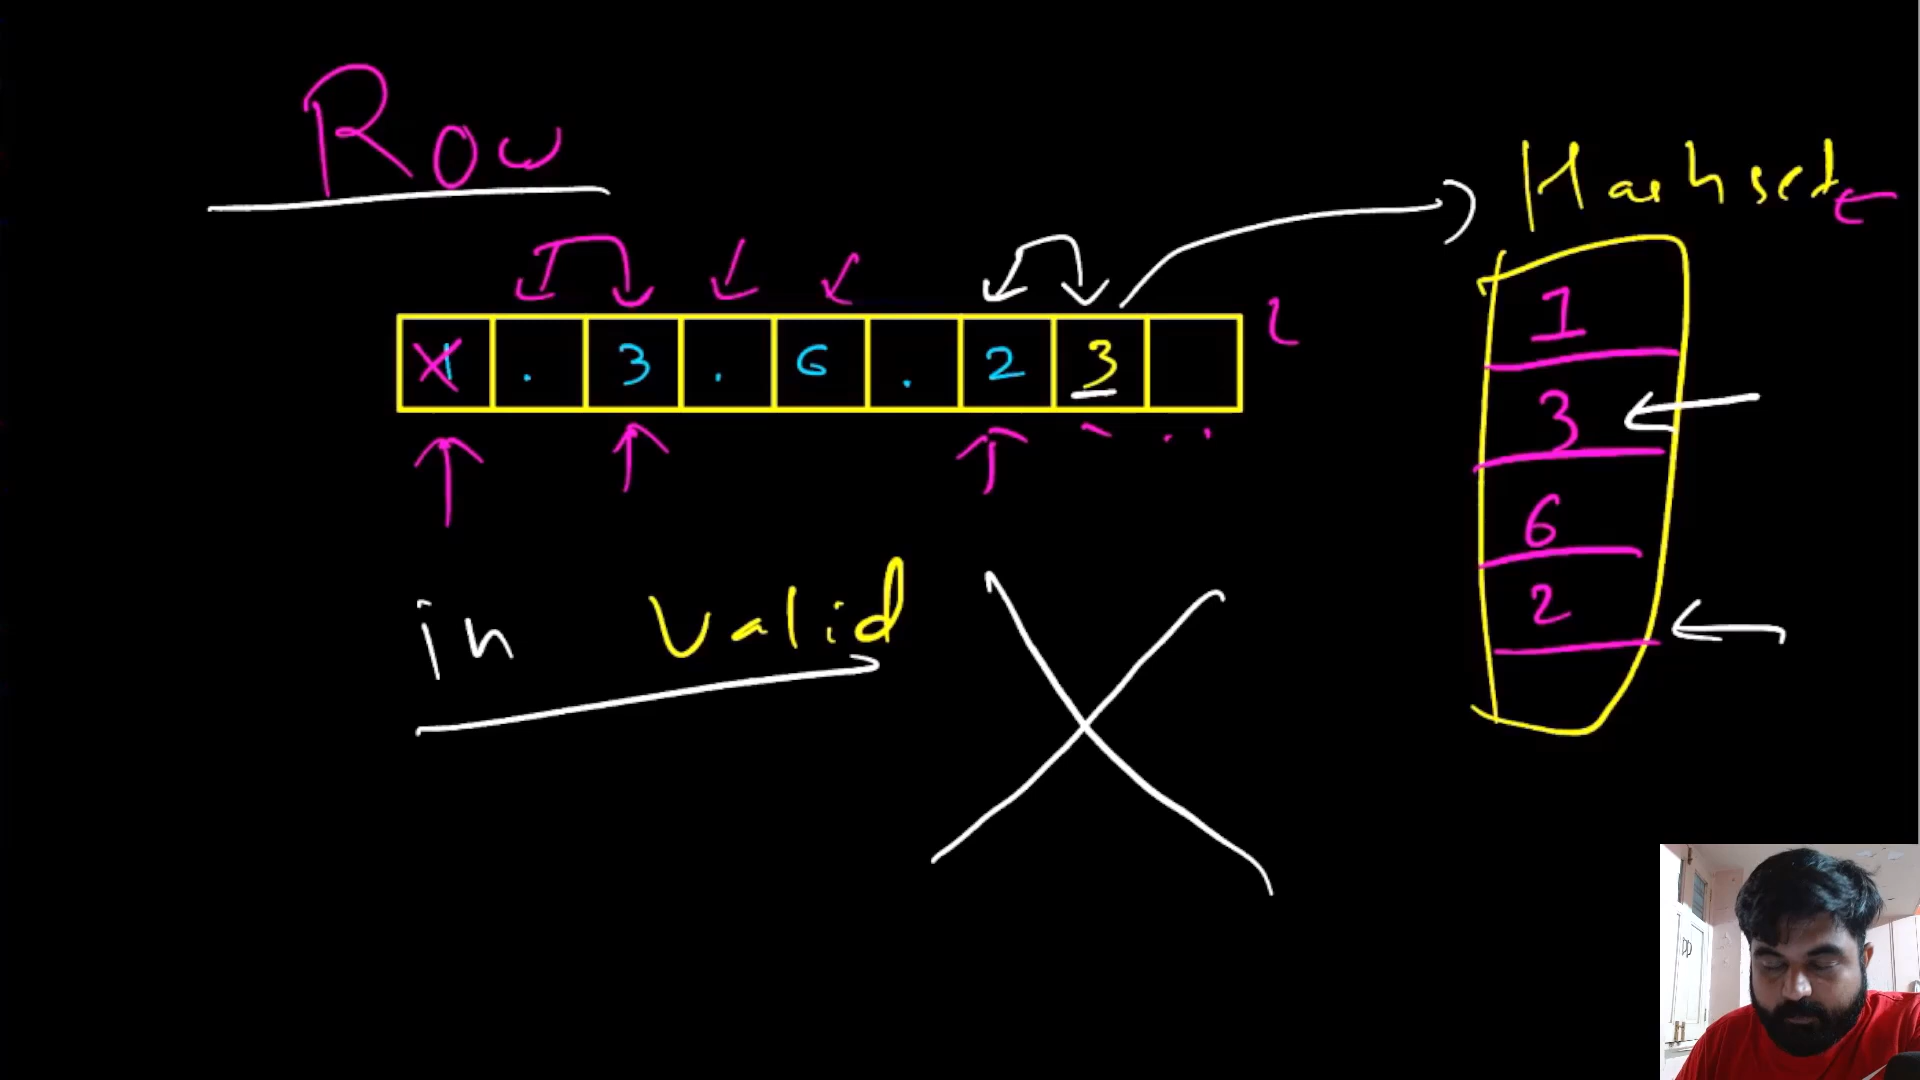 Row
Hashset
1 . 3 . 6 . 2 3
1
3
6
2
in valid